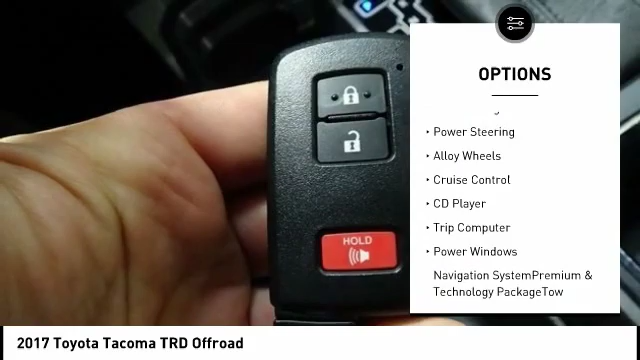 OPTIONS
• Power Steering
• Alloy Wheels
• Cruise Control
• CD Player
• Trip Computer
• Power Windows
Navigation SystemPremium &
Technology PackageTow
HOLD
2017 Toyota Tacoma TRD Offroad